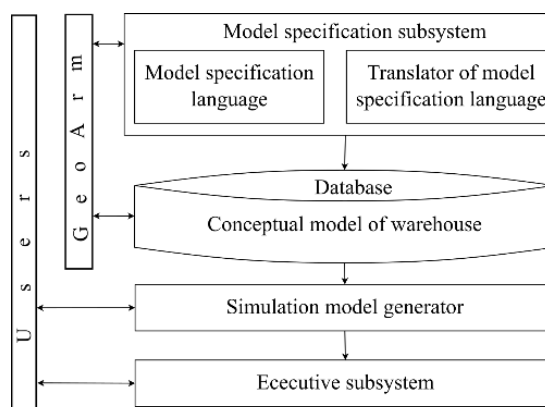 Users
GeoArm
Model specification subsystem
Model specification
language
Translator of model
specification language
Database
Conceptual model of warehouse
Simulation model generator
Ececutive subsystem